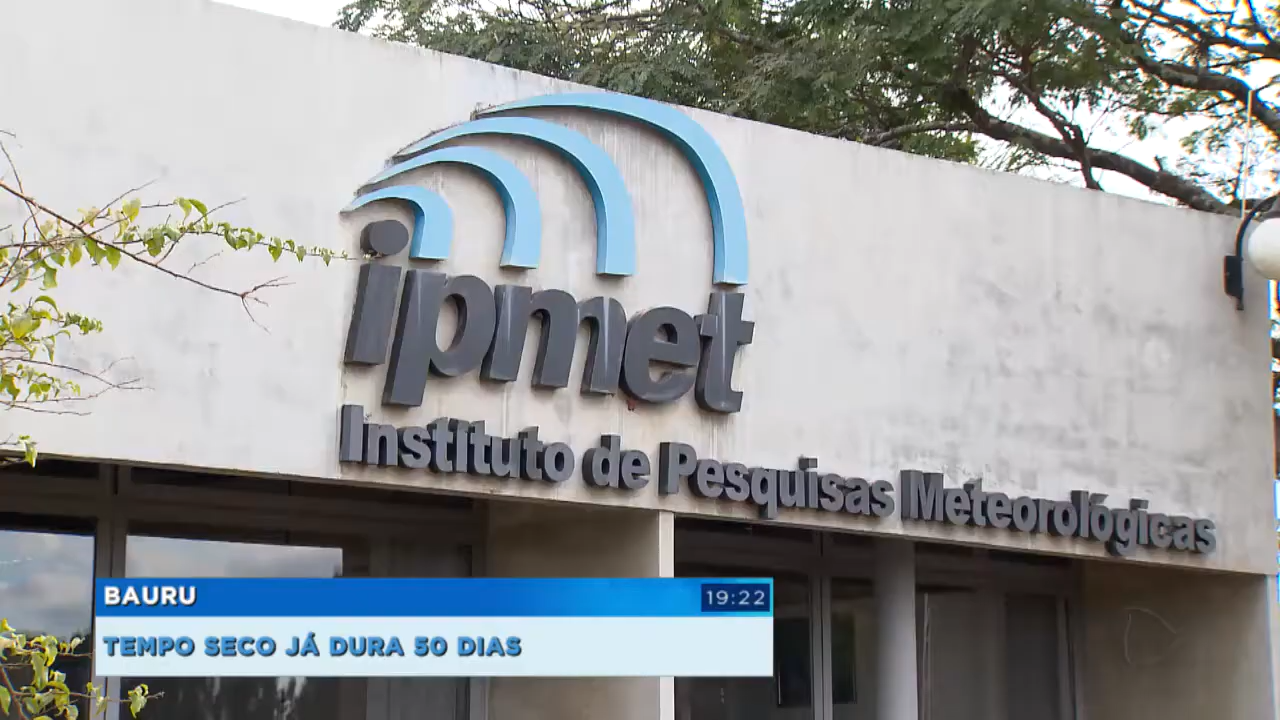 ipmet
Instituto de Pesquisas Meteorológicas
BAURU
19:22
TEMPO SECO JÁ DURA 50 DIAS